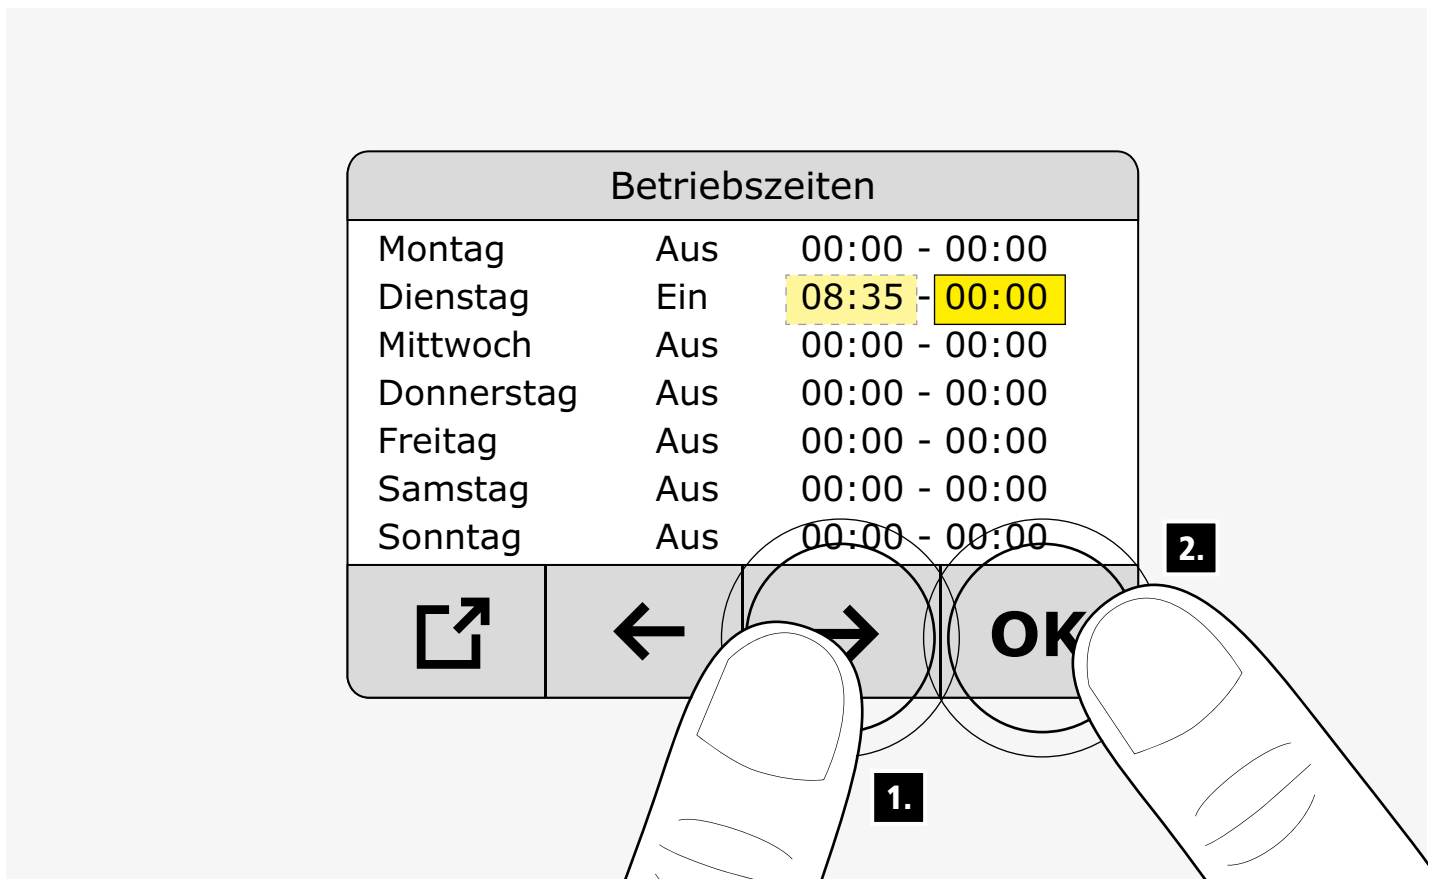 Betriebszeiten
Montag Aus 00:00 - 00:00
Dienstag Ein 08:35 - 00:00
Mittwoch Aus 00:00 - 00:00
Donnerstag Aus 00:00 - 00:00
Freitag Aus 00:00 - 00:00
Samstag Aus 00:00 - 00:00
Sonntag Aus 00:00 - 00:00
2.
OK
1.